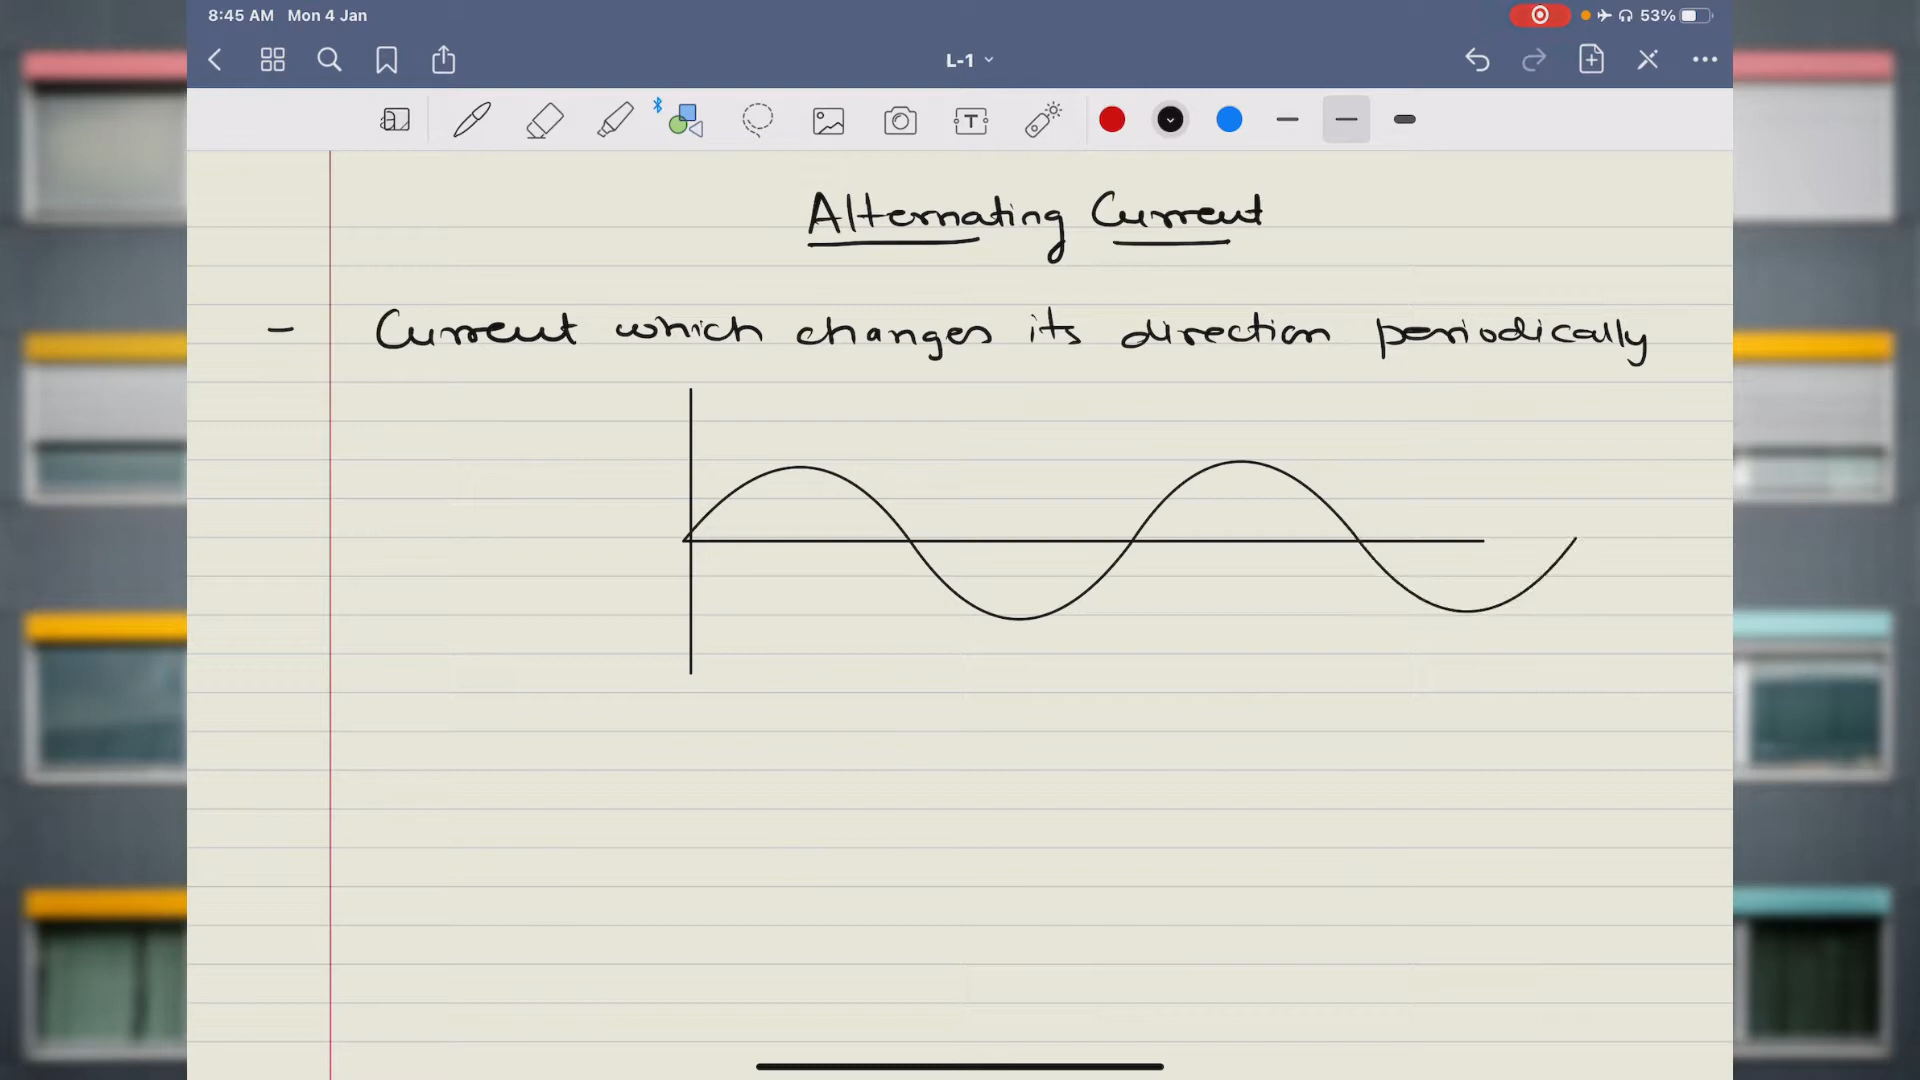 8:45 AM Mon 4 Jan 53%
L-1
T
Alternating Current
- Current which changes its direction periodically